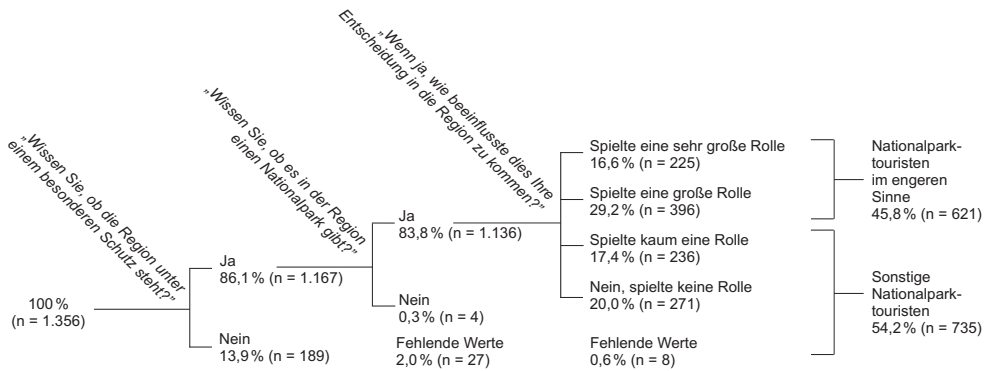 „Wissen Sie, ob die Region unter
einem besonderen Schutz steht?"
100 %
(n = 1.356)
Ja
86,1 % (n = 1.167)
Nein
13,9 % (n = 189)
„Wissen Sie, ob es in der Region
einen Nationalpark gibt?"
Ja
83,8 % (n = 1.136)
Nein
0,3 % (n = 4)
Fehlende Werte
2,0 % (n = 27)
„Wenn ja, wie beeinflusste dies Ihre
Entscheidung in die Region zu kommen?"
Spielte eine sehr große Rolle
16,6 % (n = 225)
Spielte eine große Rolle
29,2 % (n = 396)
Spielte kaum eine Rolle
17,4 % (n = 236)
Nein, spielte keine Rolle
20,0 % (n = 271)
Fehlende Werte
0,6 % (n = 8)
Nationalpark-
touristen
im engeren
Sinne
45,8 % (n = 621)
Sonstige
Nationalpark-
touristen
54,2 % (n = 735)